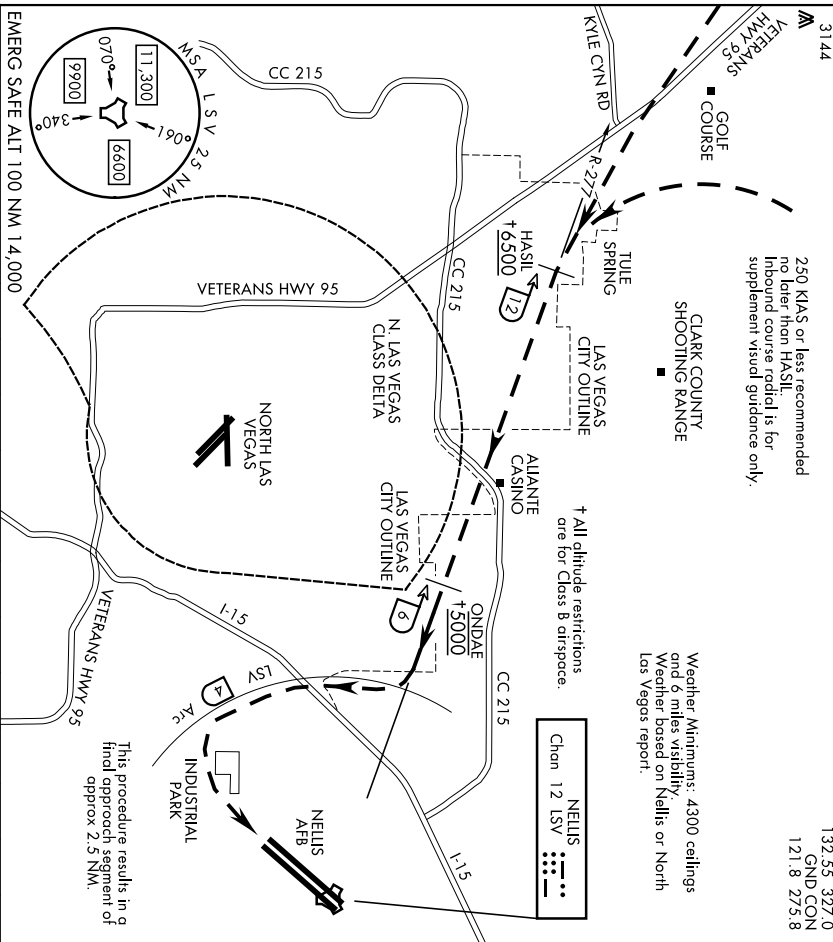 3144
132.55 327.0
GND CON
121.8 275.8
VETERANS
HWY 95
KYLE CYN RD
GOLF
COURSE
250 KIAS or less recommended
no later than HASIL.
Inbound course radial is for
supplement visual guidance only.
CLARK COUNTY
SHOOTING RANGE
Weather Minimums: 4300 ceilings
and 6 miles visibility.
Weather based on Nellis or North
Las Vegas report.
† All altitude restrictions
are for Class B airspace.
R-277
TULE
SPRING
HASIL
†6500
12
LAS VEGAS
CITY OUTLINE
ALIANTE
CASINO
CC 215
CC 215
CC 215
VETERANS HWY 95
N. LAS VEGAS
CLASS DELTA
NORTH LAS
VEGAS
LAS VEGAS
CITY OUTLINE
ONDAE
†5000
6
NELLIS
Chan 12 LSV
I-15
I-15
VETERANS HWY 95
LSV
4
Arc
INDUSTRIAL
PARK
NELLIS
AFB
This procedure results in a
final approach segment of
approx 2.5 NM.
MSA LSV 25 NM
11,300
070°
190°
9900
340°
6600
EMERG SAFE ALT 100 NM 14,000